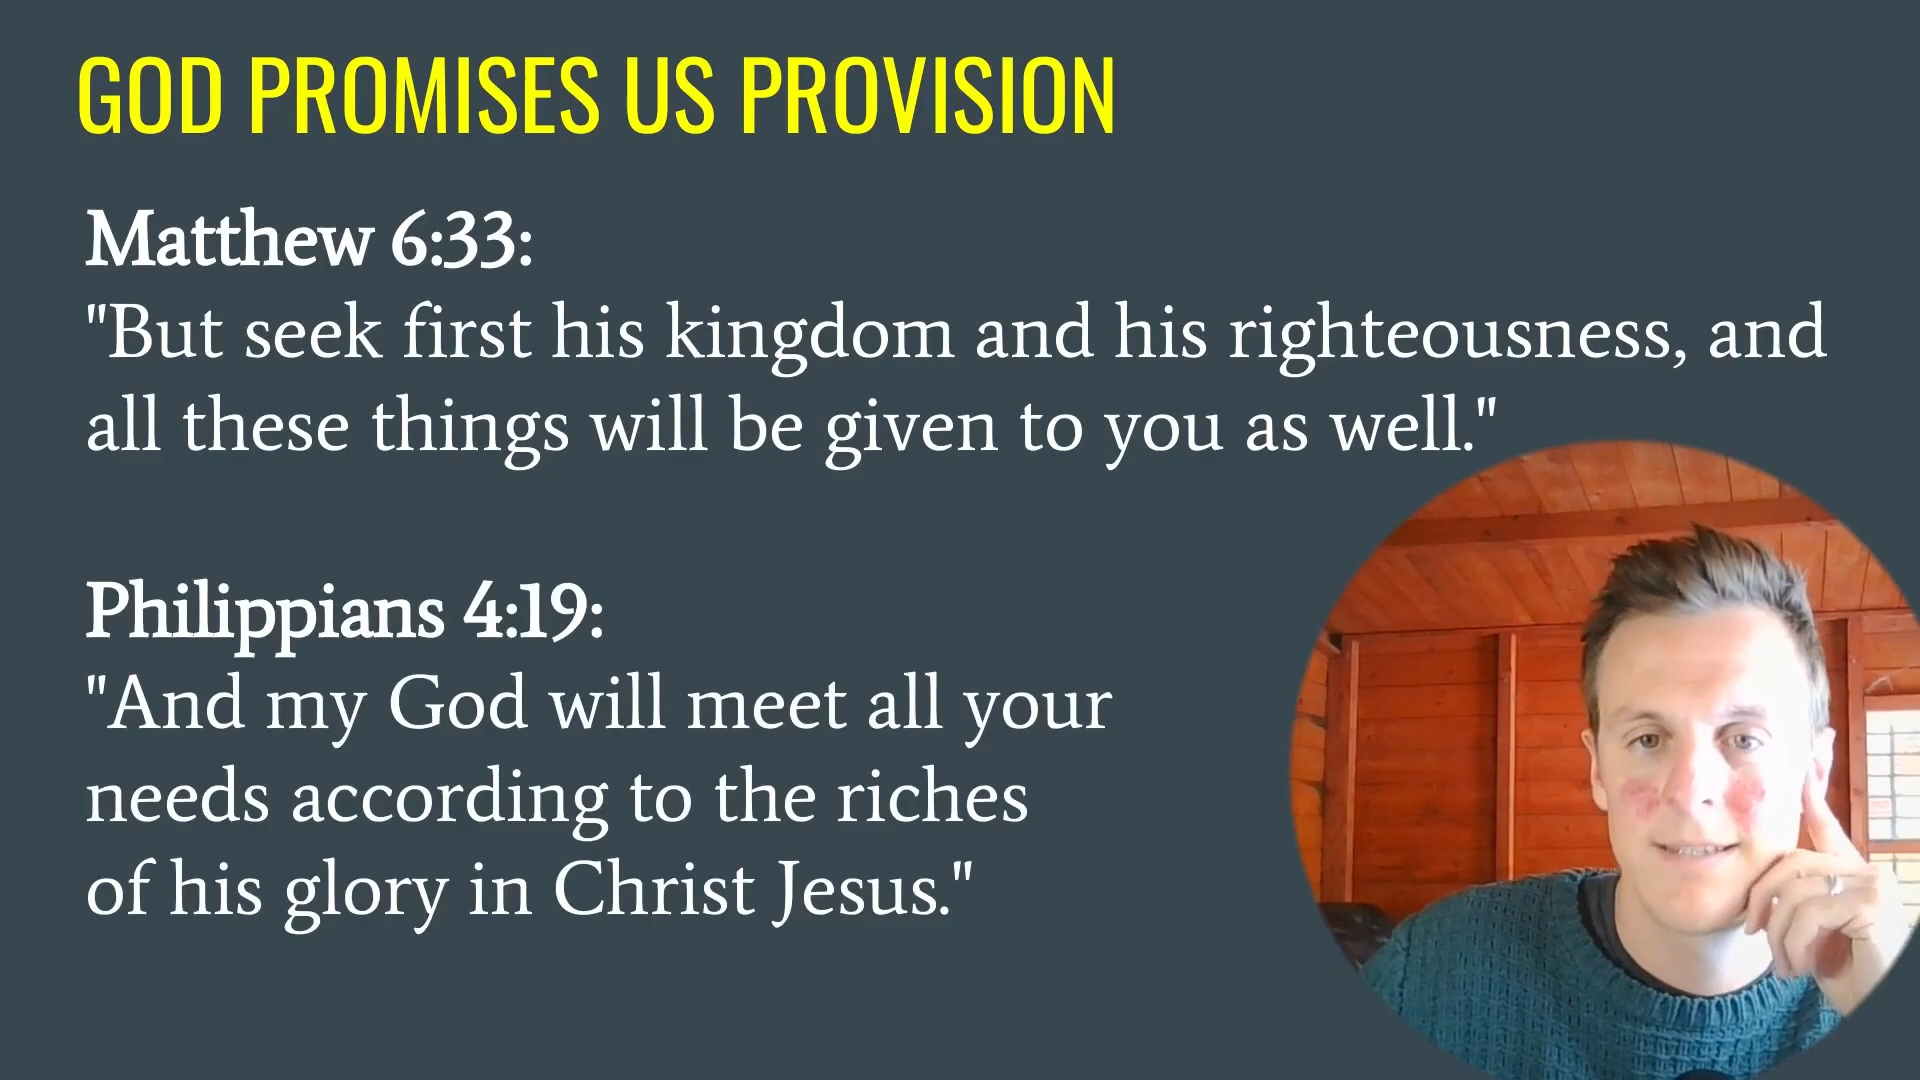 GOD PROMISES US PROVISION
Matthew 6:33:
"But seek first his kingdom and his righteousness, and
all these things will be given to you as well."
Philippians 4:19:
"And my God will meet all your
needs according to the riches
of his glory in Christ Jesus."